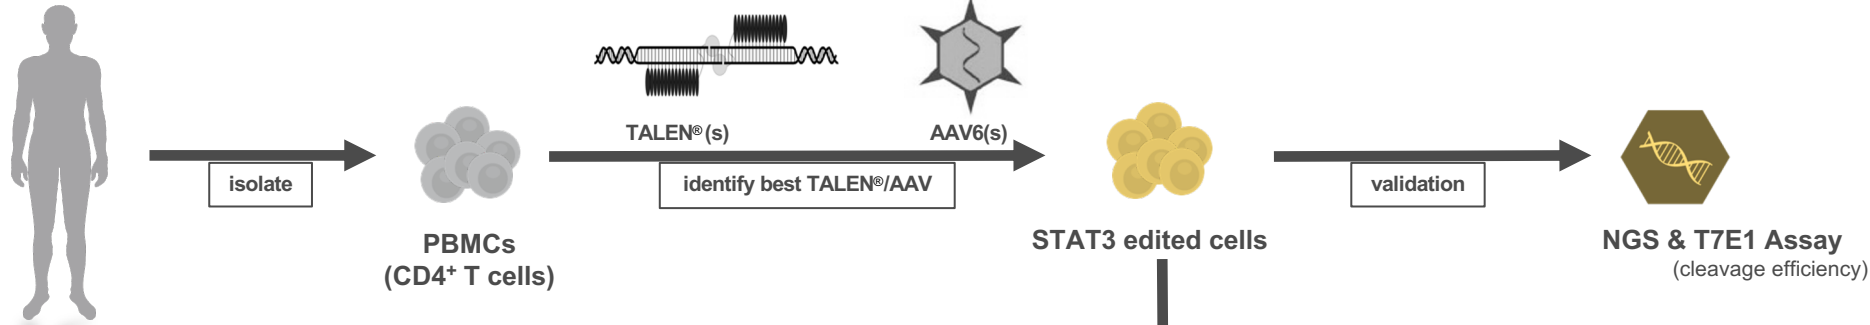 TALEN® (s)
AAV6(s)
isolate
identify best TALEN®/AAV
validation
PBMCs
(CD4⁺ T cells)
STAT3 edited cells
NGS & T7E1 Assay
(cleavage efficiency)